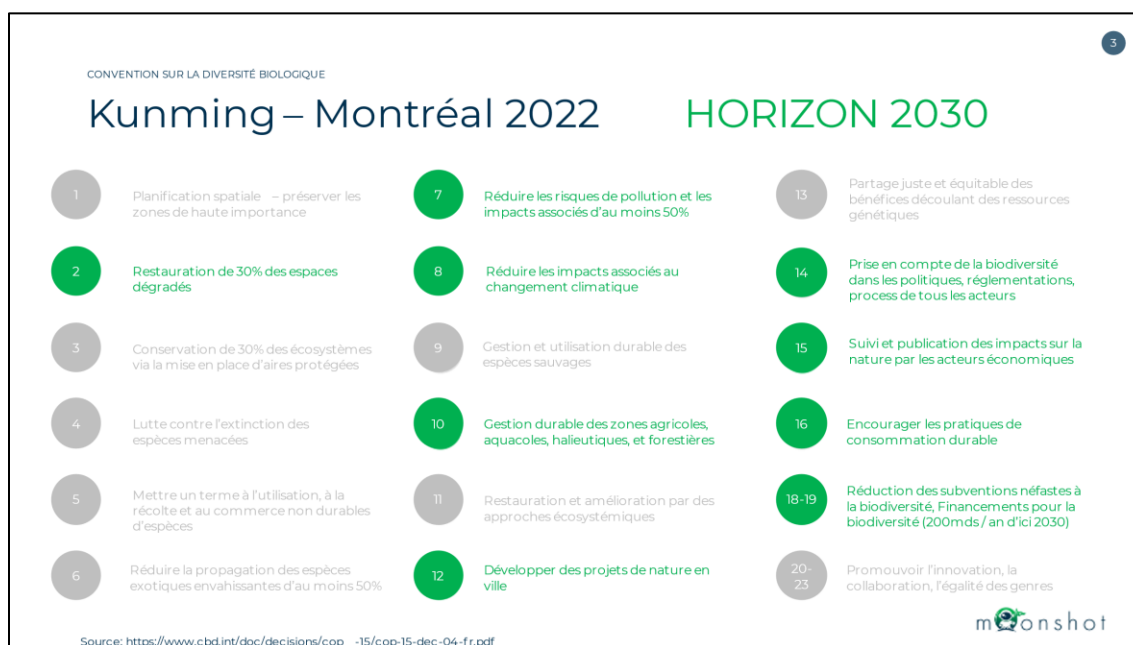 3
CONVENTION SUR LA DIVERSITÉ BIOLOGIQUE
Kunming – Montréal 2022
HORIZON 2030
1
Planification spatiale – préserver les
zones de haute importance
2
Restauration de 30% des espaces
dégradés
3
Conservation de 30% des écosystèmes
via la mise en place d'aires protégées
4
Lutte contre l'extinction des
espèces menacées
5
Mettre un terme à l'utilisation, à la
récolte et au commerce non durables
d'espèces
6
Réduire la propagation des espèces
exotiques envahissantes d'au moins 50%
7
Réduire les risques de pollution et les
impacts associés d'au moins 50%
8
Réduire les impacts associés au
changement climatique
9
Gestion et utilisation durable des
espèces sauvages
10
Gestion durable des zones agricoles,
aquacoles, halieutiques, et forestières
11
Restauration et amélioration par des
approches écosystémiques
12
Développer des projets de nature en
ville
13
Partage juste et équitable des
bénéfices découlant des ressources
génétiques
14
Prise en compte de la biodiversité
dans les politiques, réglementations,
process de tous les acteurs
15
Suivi et publication des impacts sur la
nature par les acteurs économiques
16
Encourager les pratiques de
consommation durable
18-19
Réduction des subventions néfastes à
la biodiversité, Financements pour la
biodiversité (200mds / an d'ici 2030)
20-
23
Promouvoir l'innovation, la
collaboration, l'égalité des genres
moonshot
Source: https://www.cbd.int/doc/decisions/cop -15/cop-15-dec-04-fr.pdf